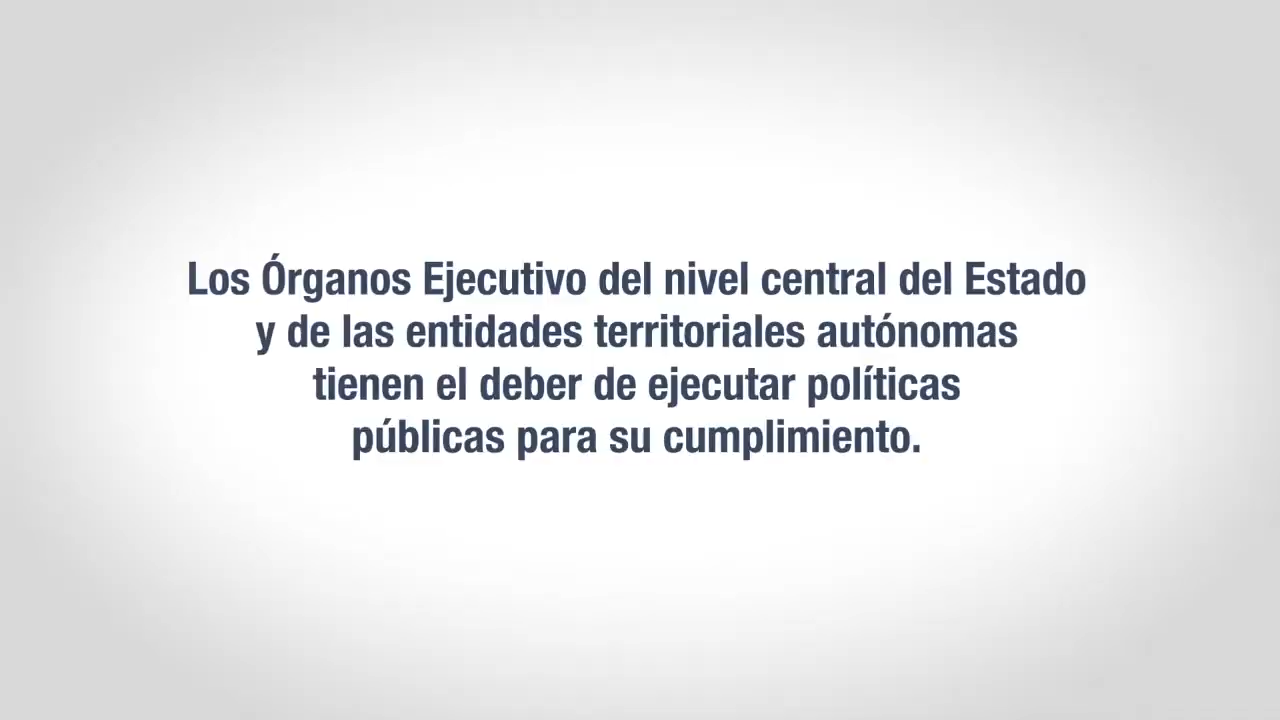 Los Órganos Ejecutivo del nivel central del Estado
y de las entidades territoriales autónomas
tienen el deber de ejecutar políticas
públicas para su cumplimiento.